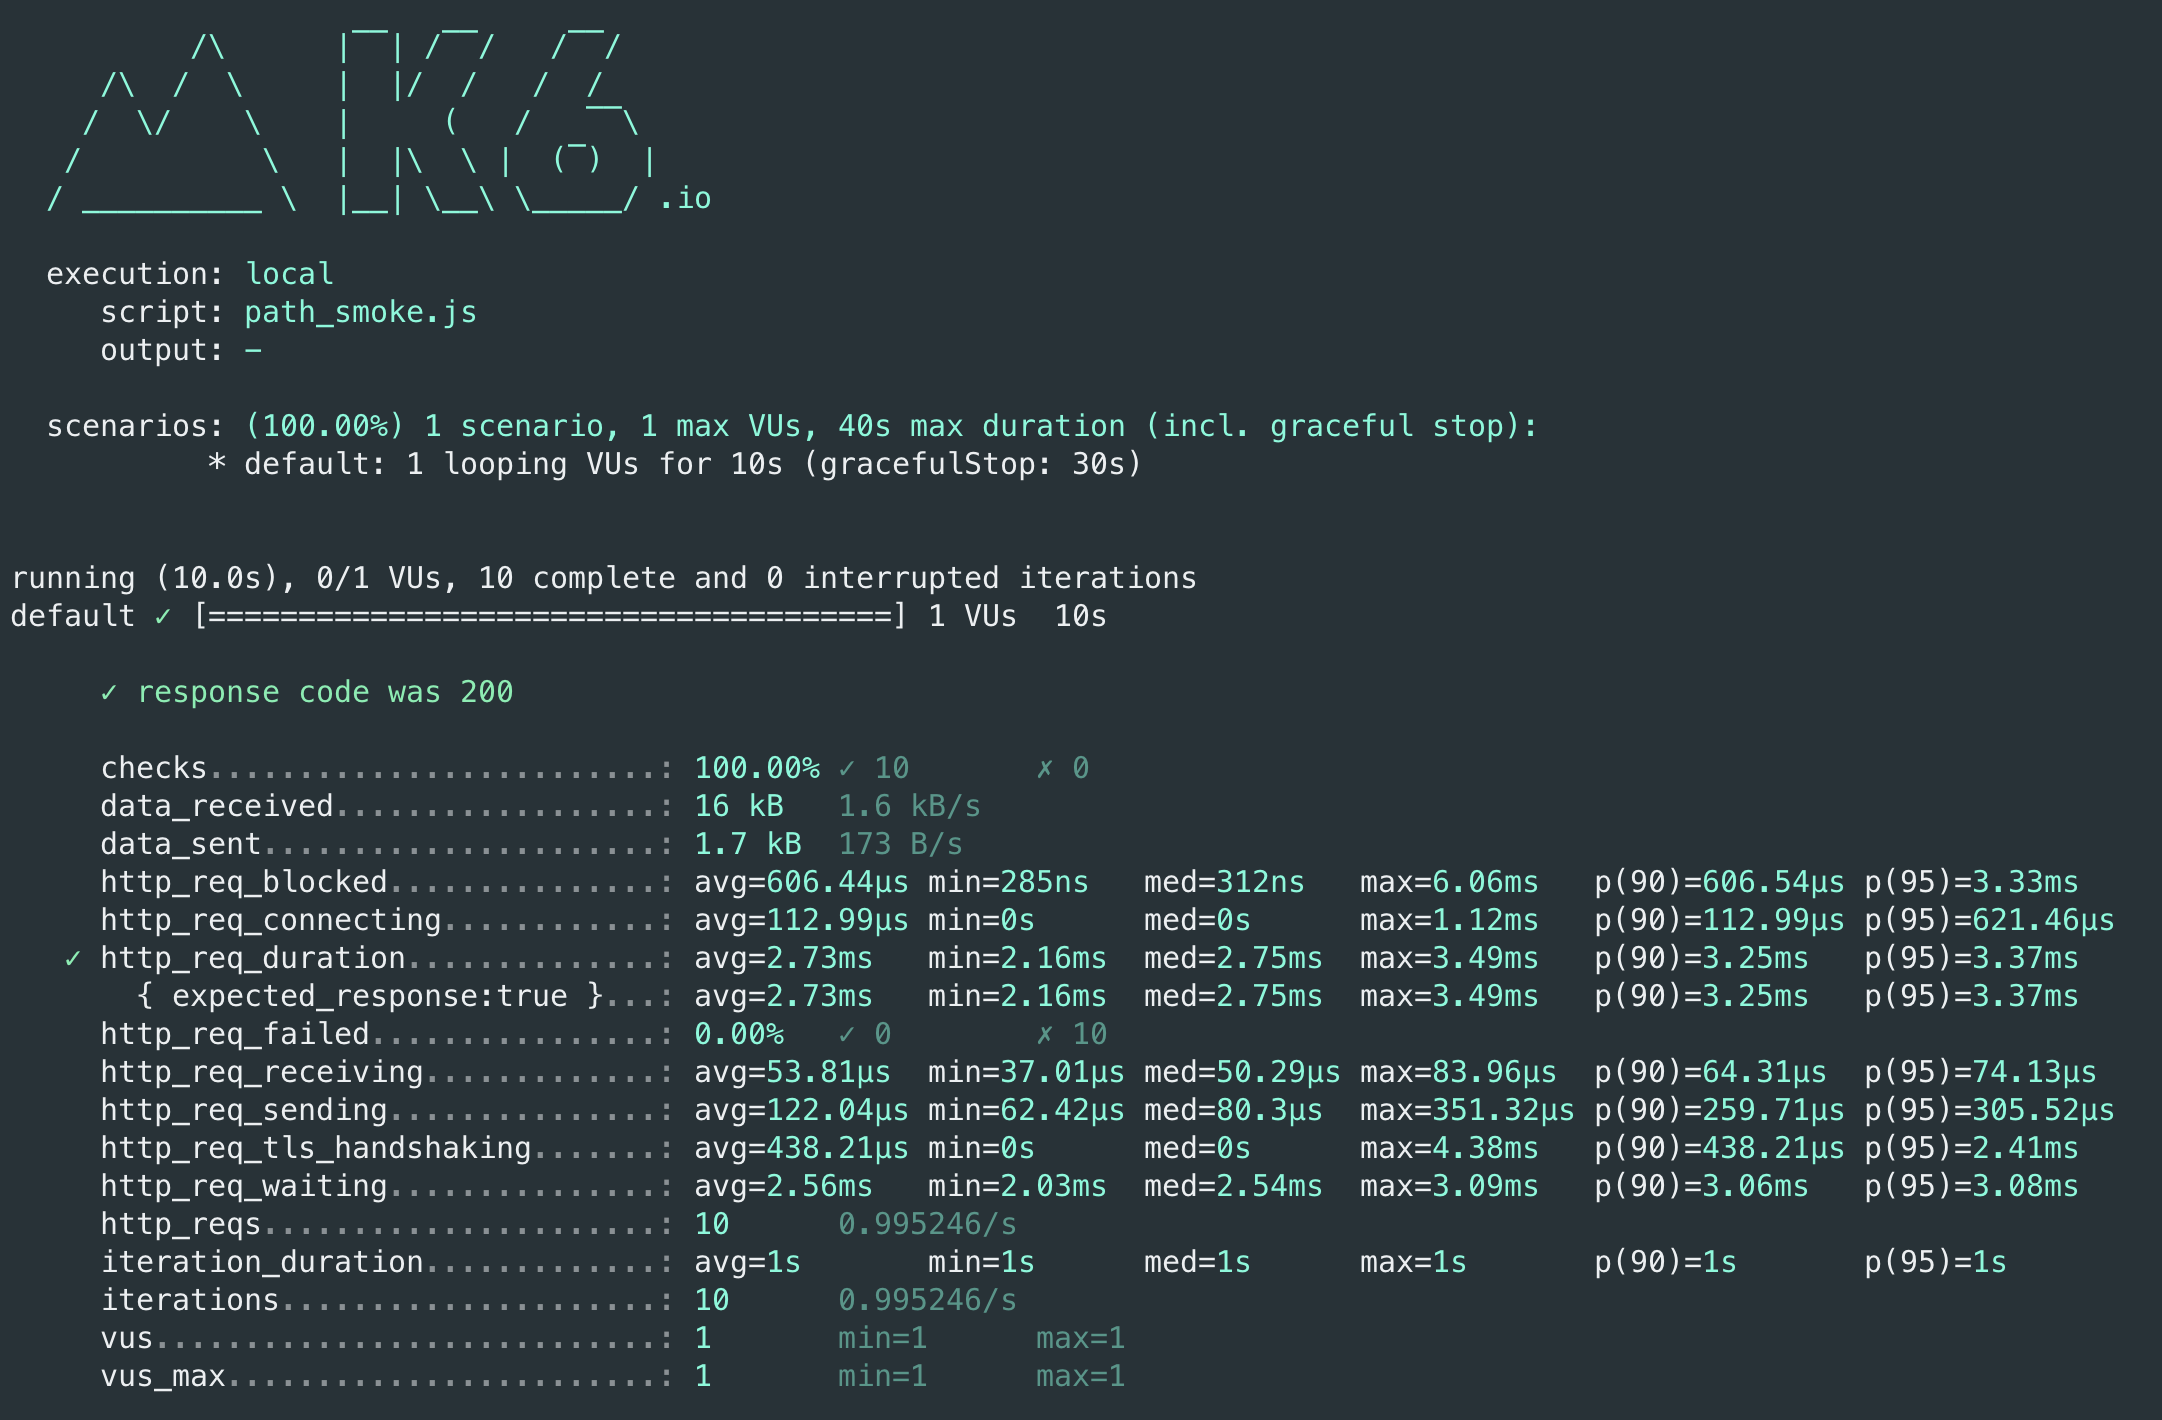 /\      |‾‾| /‾‾/   /‾‾/
     /\  /  \     |  |/  /   /  /
    /  \/    \    |     (   /   ‾‾\
   /          \   |  |\  \ |  (‾)  |
  / __________ \  |__| \__\ \_____/ .io

  execution: local
     script: path_smoke.js
     output: -

  scenarios: (100.00%) 1 scenario, 1 max VUs, 40s max duration (incl. graceful stop):
           * default: 1 looping VUs for 10s (gracefulStop: 30s)

running (10.0s), 0/1 VUs, 10 complete and 0 interrupted iterations
default ✓ [======================================] 1 VUs  10s

     ✓ response code was 200

     checks.........................: 100.00% ✓ 10       ✗ 0
     data_received..................: 16 kB   1.6 kB/s
     data_sent......................: 1.7 kB  173 B/s
     http_req_blocked...............: avg=606.44µs min=285ns   med=312ns   max=6.06ms   p(90)=606.54µs p(95)=3.33ms
     http_req_connecting............: avg=112.99µs min=0s      med=0s      max=1.12ms   p(90)=112.99µs p(95)=621.46µs
   ✓ http_req_duration..............: avg=2.73ms   min=2.16ms  med=2.75ms  max=3.49ms   p(90)=3.25ms   p(95)=3.37ms
       { expected_response:true }...: avg=2.73ms   min=2.16ms  med=2.75ms  max=3.49ms   p(90)=3.25ms   p(95)=3.37ms
     http_req_failed................: 0.00%   ✓ 0        ✗ 10
     http_req_receiving.............: avg=53.81µs  min=37.01µs med=50.29µs max=83.96µs  p(90)=64.31µs  p(95)=74.13µs
     http_req_sending...............: avg=122.04µs min=62.42µs med=80.3µs  max=351.32µs p(90)=259.71µs p(95)=305.52µs
     http_req_tls_handshaking.......: avg=438.21µs min=0s      med=0s      max=4.38ms   p(90)=438.21µs p(95)=2.41ms
     http_req_waiting...............: avg=2.56ms   min=2.03ms  med=2.54ms  max=3.09ms   p(90)=3.06ms   p(95)=3.08ms
     http_reqs......................: 10      0.995246/s
     iteration_duration.............: avg=1s       min=1s      med=1s      max=1s       p(90)=1s       p(95)=1s
     iterations.....................: 10      0.995246/s
     vus............................: 1       min=1      max=1
     vus_max........................: 1       min=1      max=1